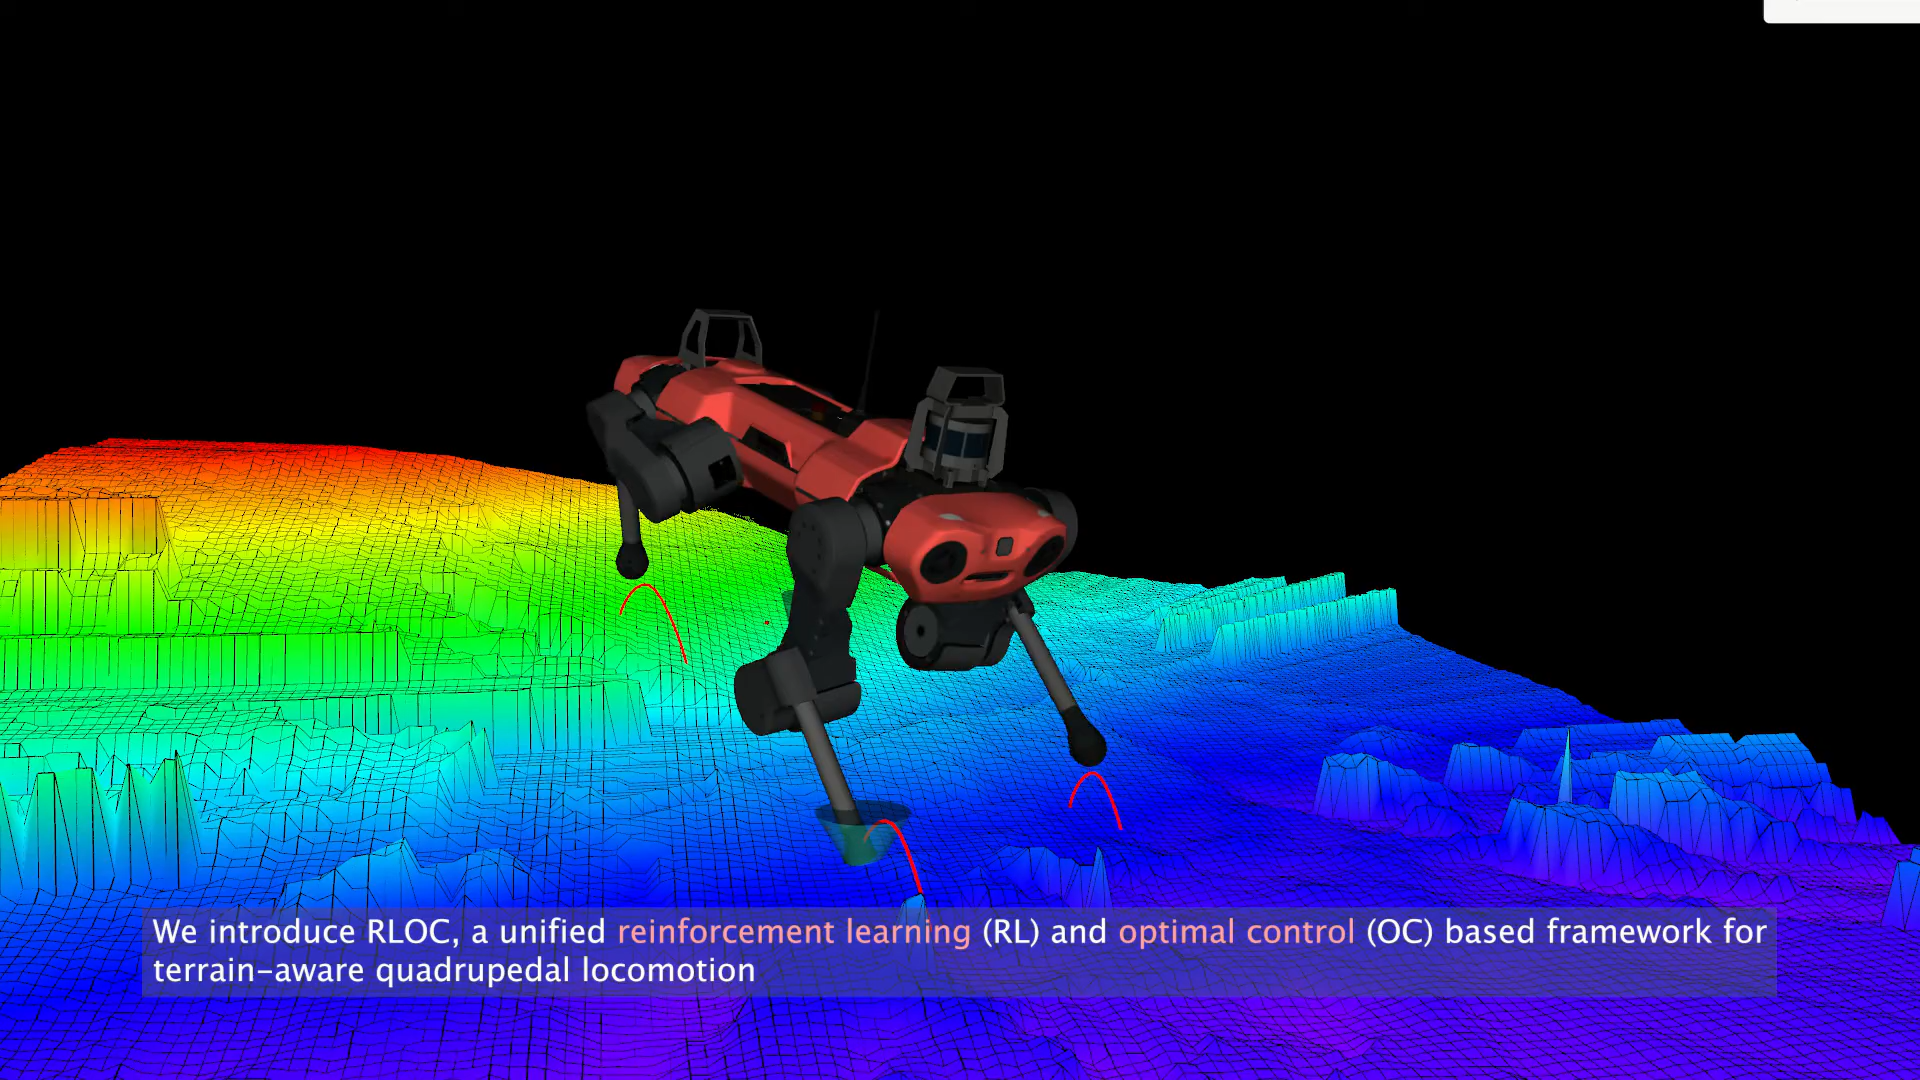 We introduce RLOC, a unified reinforcement learning (RL) and optimal control (OC) based framework for
terrain-aware quadrupedal locomotion